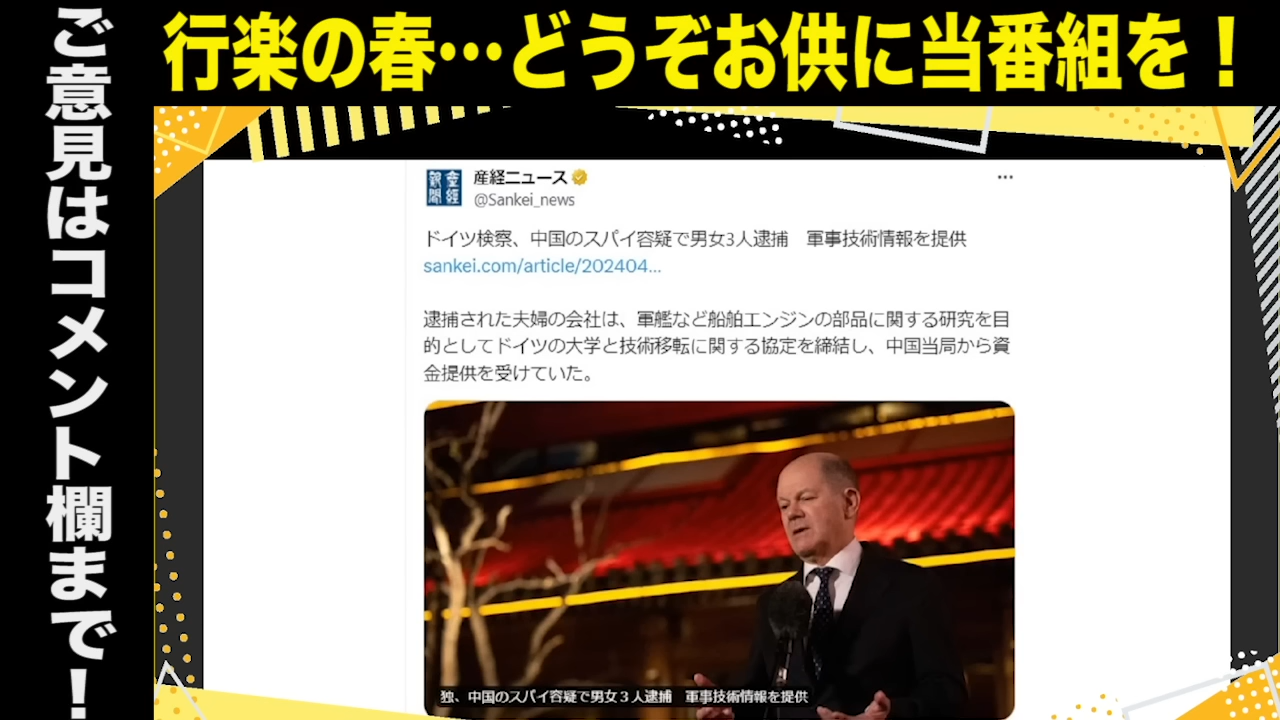 行楽の春…どうぞお供に当番組を！
ご意見はコメント欄まで！
産経新聞
産経ニュース
@Sankei_news
ドイツ検察、中国のスパイ容疑で男女3人逮捕　軍事技術情報を提供
sankei.com/article/202404…
逮捕された夫婦の会社は、軍艦など船舶エンジンの部品に関する研究を目
的としてドイツの大学と技術移転に関する協定を締結し、中国当局から資
金提供を受けていた。
独、中国のスパイ容疑で男女３人逮捕　軍事技術情報を提供